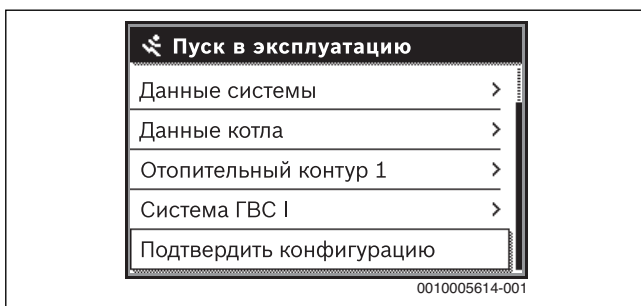 Пуск в эксплуатацию
Данные системы
Данные котла
Отопительный контур 1
Система ГВС I
Подтвердить конфигурацию
0010005614-001